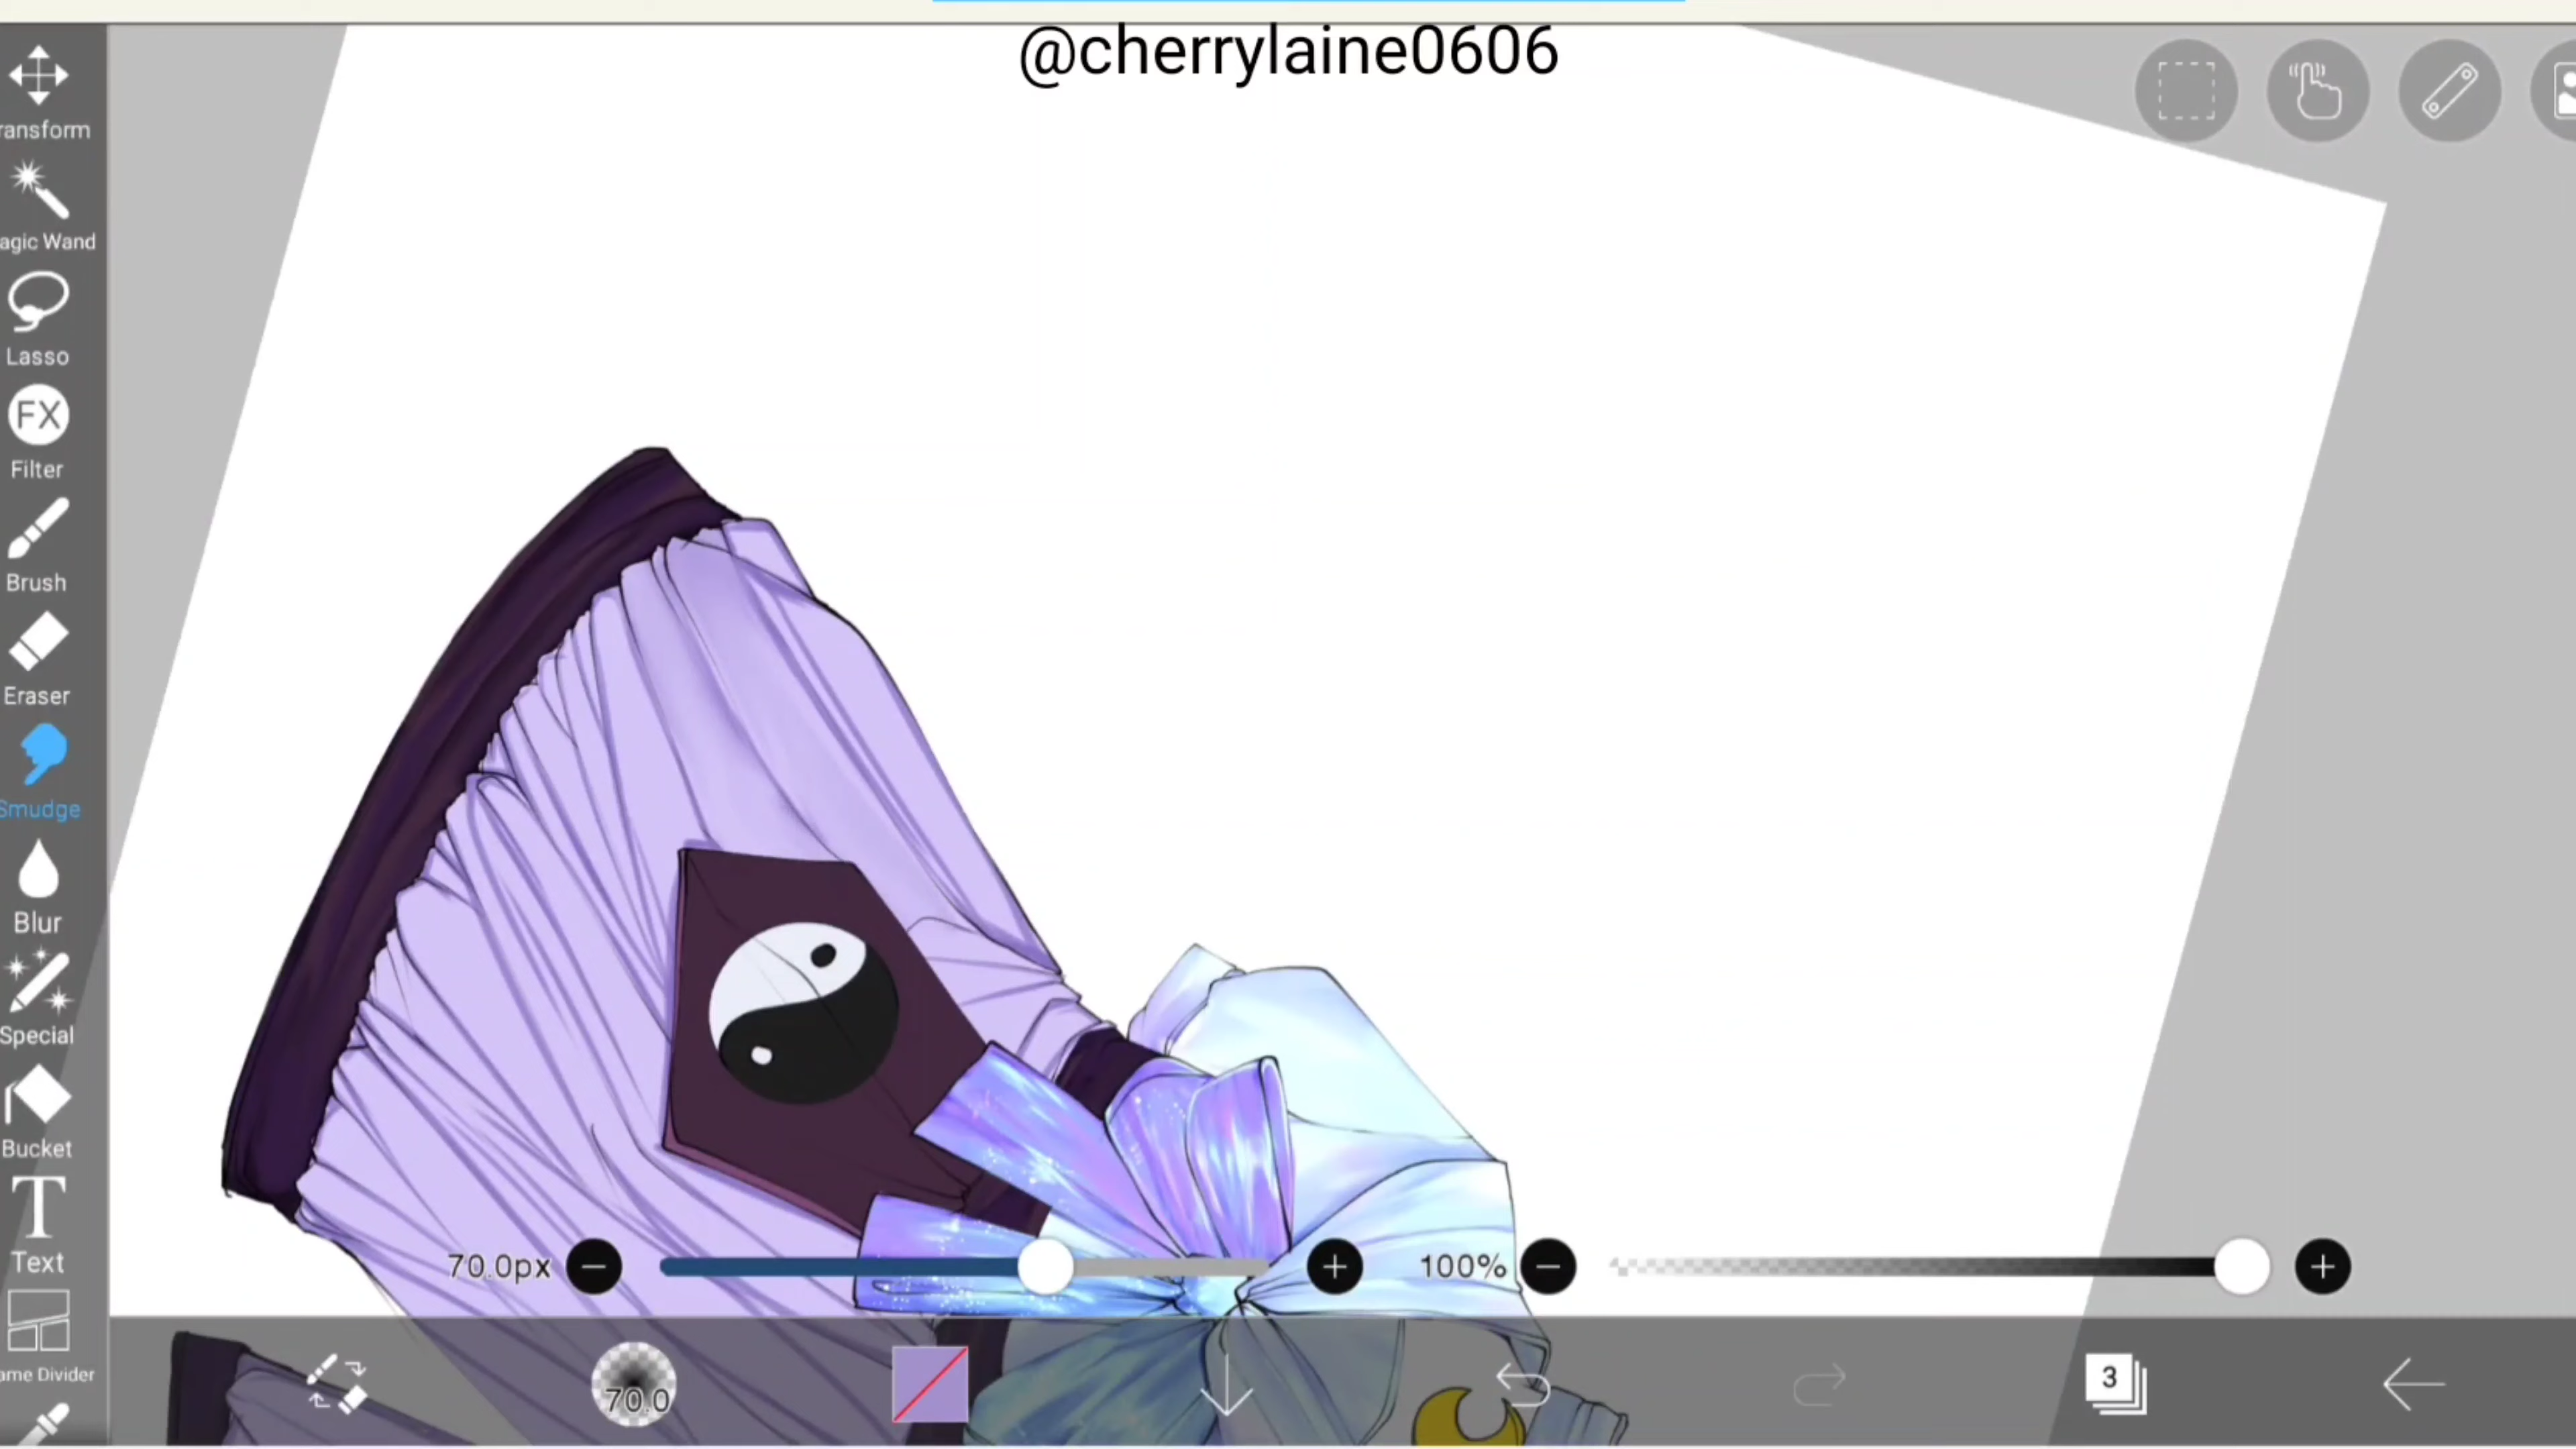 @cherrylaine0606
ransform
agic Wand
Lasso
FX
Filter
Brush
Eraser
Smudge
Blur
Special
Bucket
T
Text
ame Divider
70.0px
100%
70.0
3